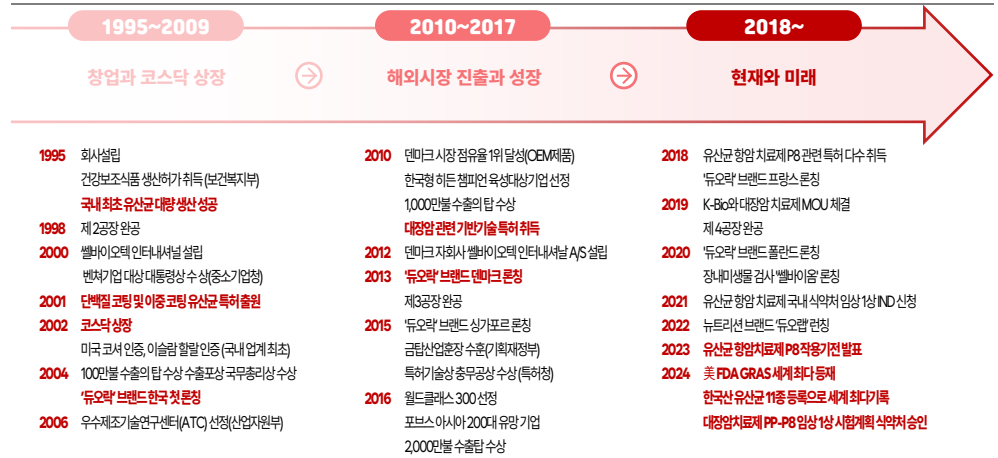 1995~2009
창업과 코스닥 상장
2010~2017
해외시장 진출과 성장
2018~
현재와 미래
1995 회사설립
건강보조식품 생산허가 취득 (보건복지부)
국내 최초 유산균 대량 생산 성공
1998 제 2공장 완공
2000 쎌바이오텍 인터내셔널 설립
벤처기업 대상 대통령상 수상(중소기업청)
2001 단백질 코팅 및 이중 코팅 유산균 특허 출원
2002 코스닥 상장
미국 코셔 인증, 이슬람 할랄 인증 (국내 업계 최초)
2004 100만불 수출의 탑 수상 수출포상 국무총리상 수상
'듀오락' 브랜드 한국 첫 론칭
2006 우수제조기술연구센터(ATC) 선정(산업자원부)
2010 덴마크 시장 점유율 1위 달성(OEM제품)
한국형 히든 챔피언 육성대상기업 선정
1,000만불 수출의 탑 수상
대장암 관련 기반기술 특허 취득
2012 덴마크 자회사 쎌바이오텍 인터내셔날 A/S 설립
2013 '듀오락' 브랜드 덴마크 론칭
제3공장 완공
2015 '듀오락' 브랜드 싱가포르 론칭
금탑산업훈장 수훈(기획재정부)
특허기술상 충무공상 수상 (특허청)
2016 월드클래스 300 선정
포브스 아시아 200대 유망 기업
2,000만불 수출탑 수상
2018 유산균 항암 치료제 P8 관련 특허 다수 취득
'듀오락' 브랜드 프랑스 론칭
2019 K-Bio와 대장암 치료제 MOU 체결
제 4공장 완공
2020 '듀오락' 브랜드 폴란드 론칭
장내미생물 검사 '쎌바이옴' 론칭
2021 유산균 항암 치료제 국내 식약처 임상 1상 IND 신청
2022 뉴트리션 브랜드 '듀오랩' 런칭
2023 유산균 항암치료제 P8 작용기전 발표
2024 美 FDA GRAS 세계 최다 등재
한국산 유산균 11종 등록으로 세계 최다기록
대장암치료제 PP-P8 임상 1상 시험계획 식약처 승인